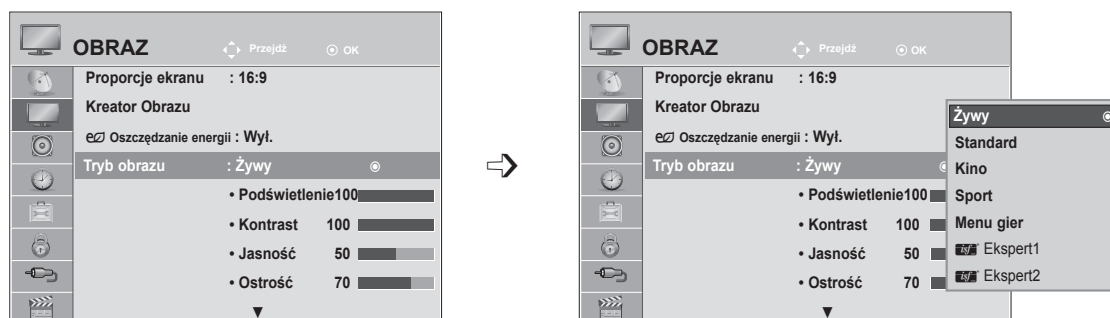 OBRAZ Przejdź OK
Proporcje ekranu : 16:9
Kreator Obrazu
Oszczędzanie energii : Wył.
Tryb obrazu : Żywy
• Podświetlenie100
• Kontrast 100
• Jasność 50
• Ostrość 70
OBRAZ Przejdź OK
Proporcje ekranu : 16:9
Kreator Obrazu
Oszczędzanie energii : Wył.
Tryb obrazu : Żywy
• Podświetlenie100
• Kontrast 100
• Jasność 50
• Ostrość 70
Żywy
Standard
Kino
Sport
Menu gier
isf Ekspert1
isf Ekspert2